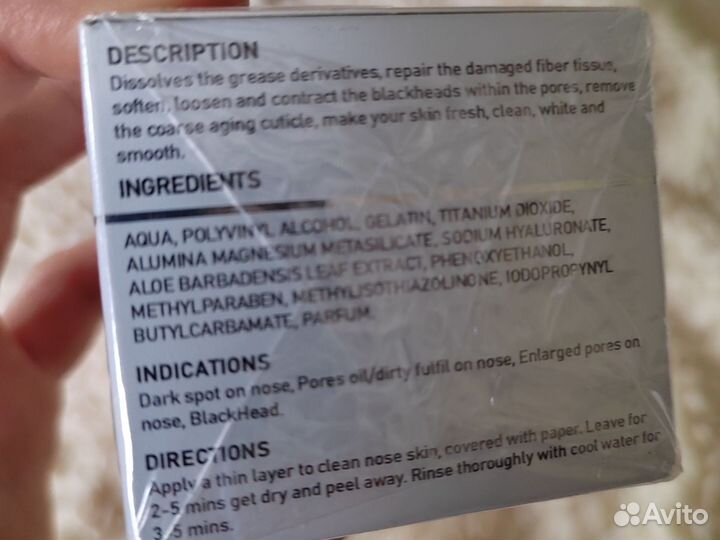 DESCRIPTION
Dissolves the grease derivatives, repair the damaged fiber tissus,
soften, loosen and contract the blackheads within the pores, remove
the coarse aging cuticle, make your skin fresh, clean, white and
smooth.
INGREDIENTS
AQUA, POLYVINYL ALCOHOL, GELATIN, TITANIUM DIOXIDE,
ALUMINA MAGNESIUM METASILICATE, SODIUM HYALURONATE,
ALOE BARBADENSIS LEAF EXTRACT, PHENOXYETHANOL,
METHYLPARABEN, METHYLISOTHIAZOLINONE, IODOPROPYNYL
BUTYLCARBAMATE, PARFUM.
INDICATIONS
Dark spot on nose, Pores oil/dirty fulfil on nose, Enlarged pores on
nose, BlackHead.
DIRECTIONS
Apply a thin layer to clean nose skin, covered with paper. Leave for
2-5 mins get dry and peel away. Rinse thoroughly with cool water for
3-5 mins.
Avito